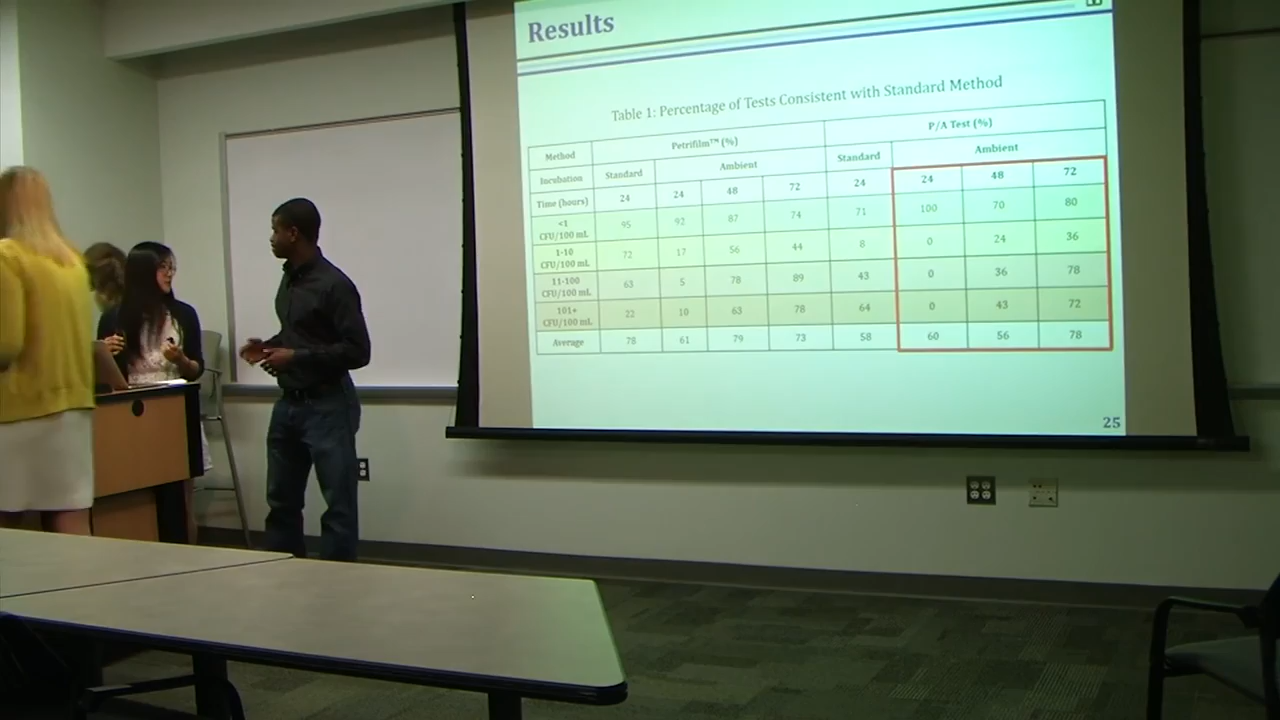 Results
Table 1: Percentage of Tests Consistent with Standard Method
Method Petrifilm™ (%) P/A Test (%)
Incubation Standard Ambient Standard Ambient
Time (hours) 24 24 48 72 24 24 48 72
<1 CFU/100 mL 95 92 87 74 71 100 70 80
1-10 CFU/100 mL 72 17 56 44 8 0 24 36
11-100 CFU/100 mL 63 5 78 89 43 0 36 78
101+ CFU/100 mL 22 10 63 78 64 0 43 72
Average 78 61 79 73 58 60 56 78
25